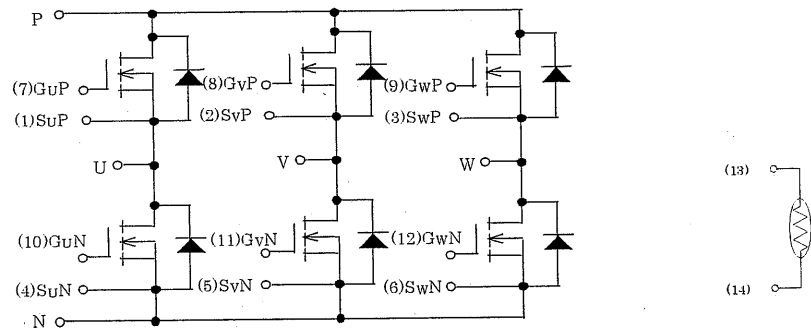 P
(7)GUP
(8)GVP
(9)GWP
(1)SUP
(2)SVP
(3)SWP
U
V
W
(13)
(10)GUN
(11)GVN
(12)GWN
(4)SUN
(5)SVN
(6)SWN
(14)
N